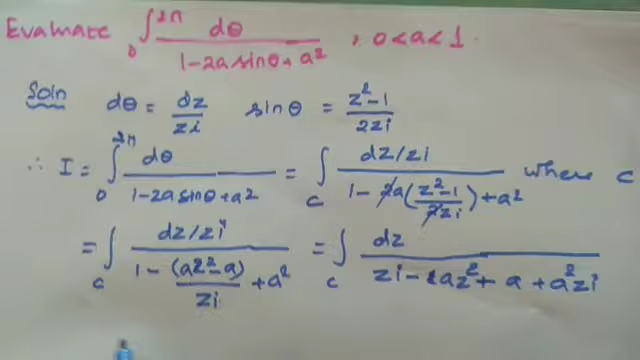 Evaluate ∫₀^2π dθ / (1-2a sinθ + a²) , 0<a<1.
Soln dθ = dz/zi sinθ = (z²-1)/2zi
∴ I = ∫₀^2π dθ / (1-2a sinθ+a²) = ∫_C (dz/zi) / (1-2a((z²-1)/2zi)+a²) where C
= ∫_C (dz/zi) / (1-(az²-a)/zi +a²) = ∫_C dz / (zi - az² + a + a²zi)